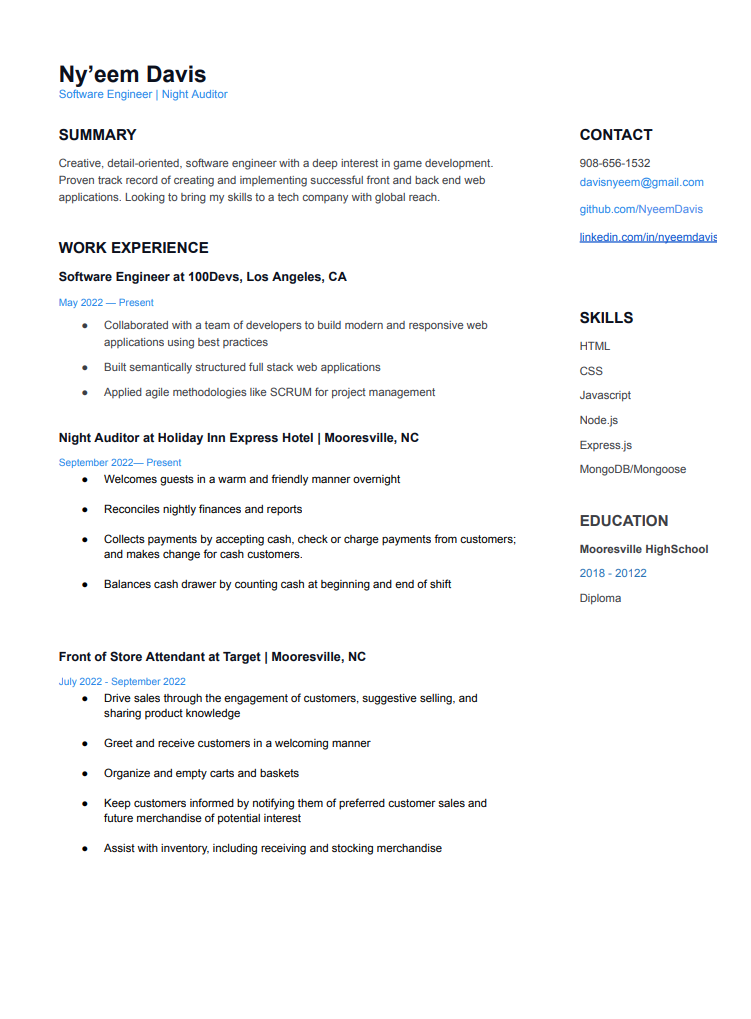 Ny’eem Davis
Software Engineer | Night Auditor
SUMMARY
Creative, detail-oriented, software engineer with a deep interest in game development.
Proven track record of creating and implementing successful front and back end web
applications. Looking to bring my skills to a tech company with global reach.
WORK EXPERIENCE
Software Engineer at 100Devs, Los Angeles, CA
May 2022 — Present
● Collaborated with a team of developers to build modern and responsive web
applications using best practices
● Built semantically structured full stack web applications
● Applied agile methodologies like SCRUM for project management
Night Auditor at Holiday Inn Express Hotel | Mooresville, NC
September 2022— Present
● Welcomes guests in a warm and friendly manner overnight
● Reconciles nightly finances and reports
● Collects payments by accepting cash, check or charge payments from customers;
and makes change for cash customers.
● Balances cash drawer by counting cash at beginning and end of shift
Front of Store Attendant at Target | Mooresville, NC
July 2022 - September 2022
● Drive sales through the engagement of customers, suggestive selling, and
sharing product knowledge
● Greet and receive customers in a welcoming manner
● Organize and empty carts and baskets
● Keep customers informed by notifying them of preferred customer sales and
future merchandise of potential interest
● Assist with inventory, including receiving and stocking merchandise
CONTACT
908-656-1532
davisnyeem@gmail.com
github.com/NyeemDavis
linkedin.com/in/nyeemdavis
SKILLS
HTML
CSS
Javascript
Node.js
Express.js
MongoDB/Mongoose
EDUCATION
Mooresville HighSchool
2018 - 20122
Diploma